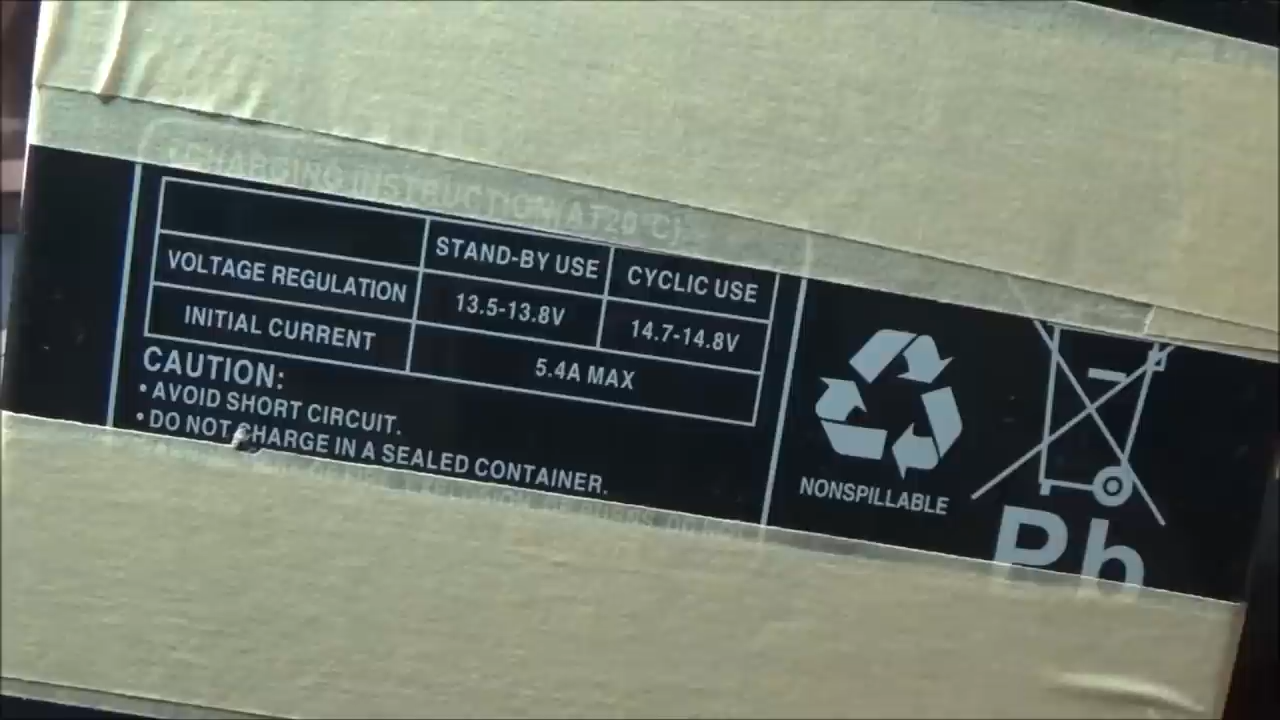 •CHARGING INSTRUCTION(AT20°C)
STAND-BY USE CYCLIC USE
VOLTAGE REGULATION 13.5-13.8V 14.7-14.8V
INITIAL CURRENT 5.4A MAX
CAUTION:
• AVOID SHORT CIRCUIT.
• DO NOT CHARGE IN A SEALED CONTAINER.
NONSPILLABLE
Pb